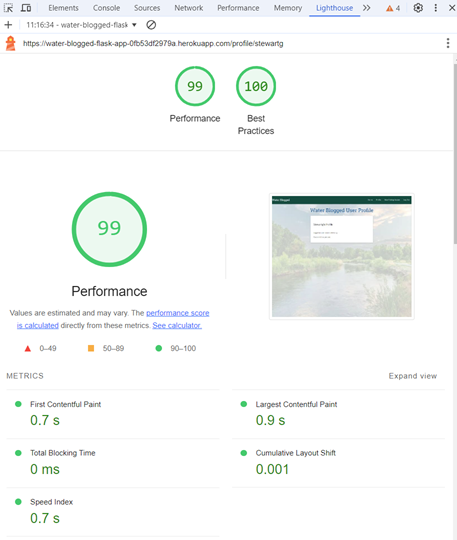 Elements Console Sources Network Performance Memory Lighthouse 4
11:16:34 - water-blogged-flask
https://water-blogged-flask-app-0fb53df2979a.herokuapp.com/profile/stewartg
99 100
Performance Best Practices
99
Water Blogged
Water Blogged User Profile
Performance
Values are estimated and may vary. The performance score
is calculated directly from these metrics. See calculator.
0–49 50–89 90–100
METRICS Expand view
First Contentful Paint
0.7 s
Largest Contentful Paint
0.9 s
Total Blocking Time
0 ms
Cumulative Layout Shift
0.001
Speed Index
0.7 s